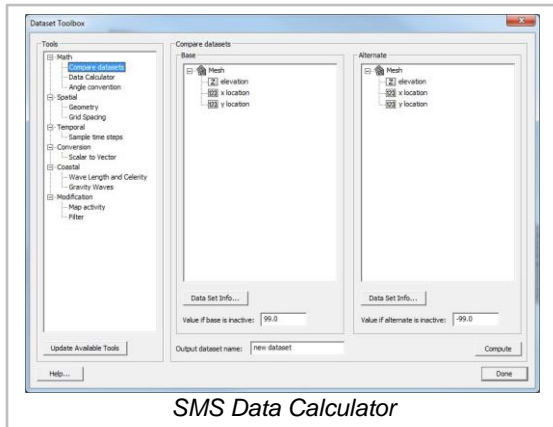 Dataset Toolbox
Tools
Math
Compare datasets
Data Calculator
Angle convention
Spatial
Geometry
Grid Spacing
Temporal
Sample time steps
Conversion
Scalar to Vector
Coastal
Wave Length and Celerity
Gravity Waves
Modification
Map activity
Filter
Update Available Tools
Help...
Compare datasets
Base
Mesh
elevation
x location
y location
Data Set Info...
Value if base is inactive: 99.0
Alternate
Mesh
elevation
x location
y location
Data Set Info...
Value if alternate is inactive: -99.0
Output dataset name: new dataset
Compute
Done
SMS Data Calculator